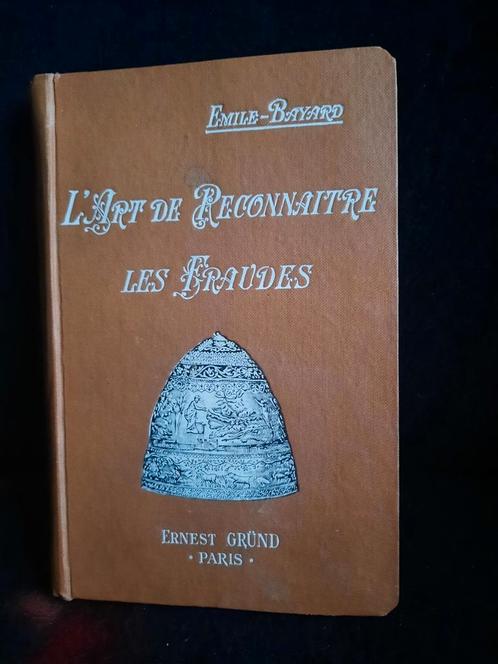 EMILE-BAYARD
L'ART DE RECONNAITRE
LES FRAUDES
ERNEST GRÜND
· PARIS ·